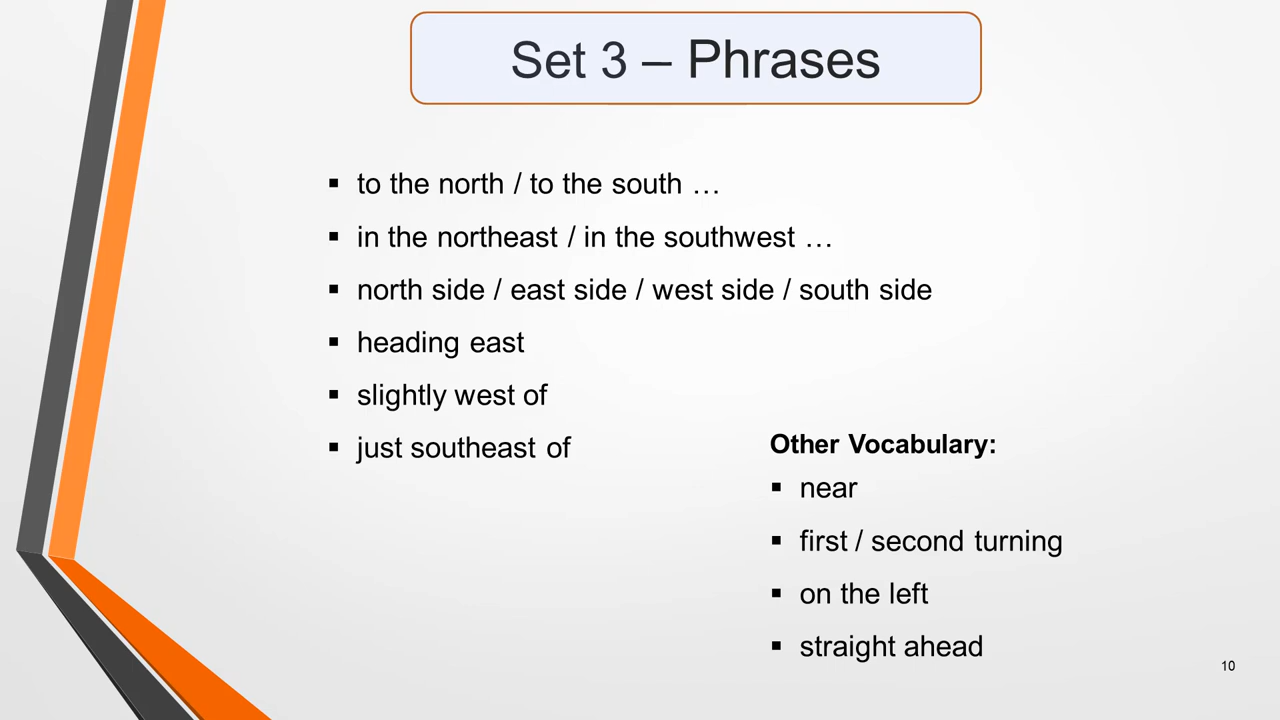 Set 3 – Phrases
▪ to the north / to the south …
▪ in the northeast / in the southwest …
▪ north side / east side / west side / south side
▪ heading east
▪ slightly west of
▪ just southeast of
Other Vocabulary:
▪ near
▪ first / second turning
▪ on the left
▪ straight ahead
10